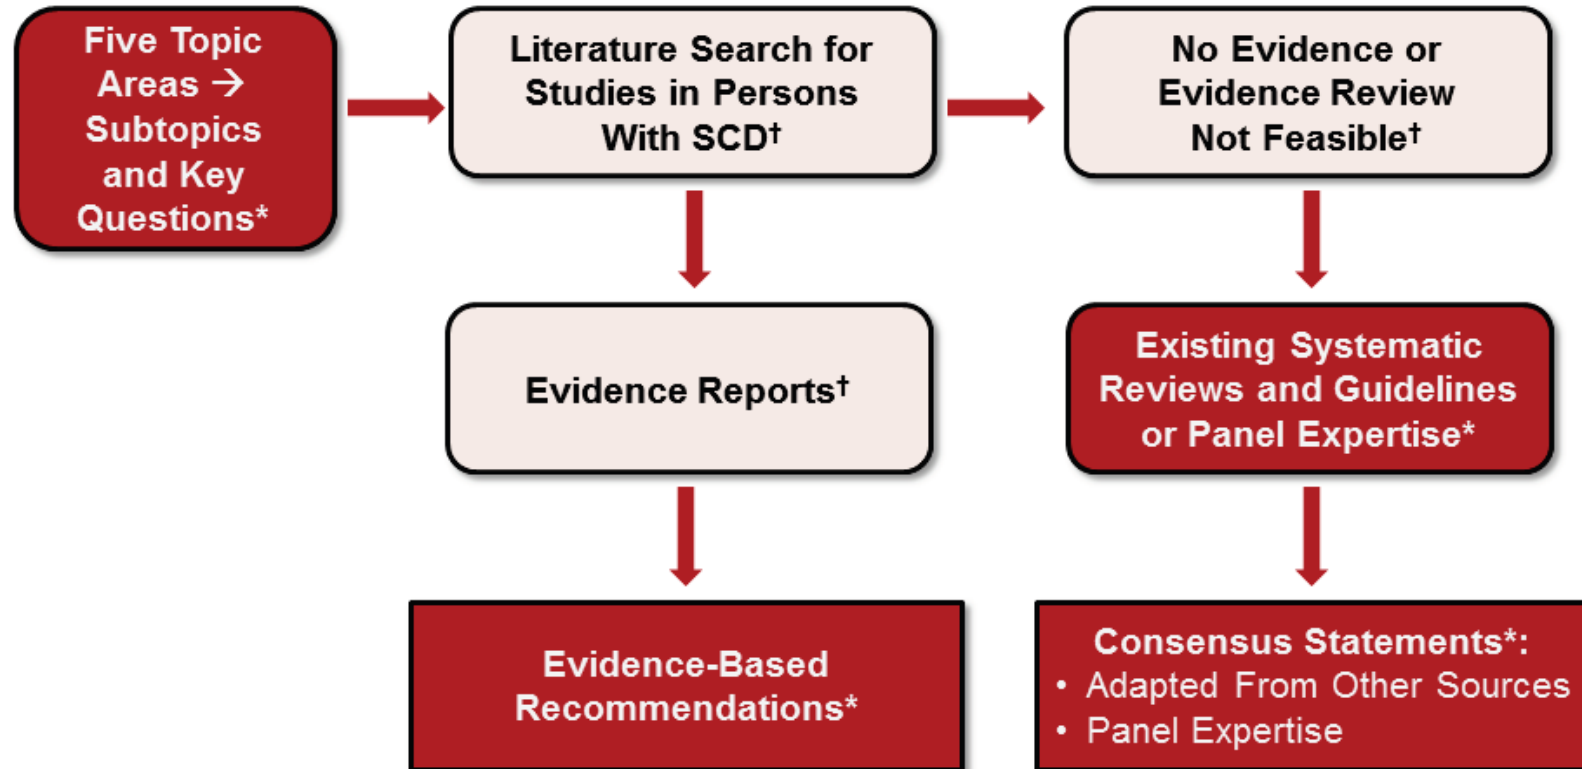 Five Topic
Areas →
Subtopics
and Key
Questions*
Literature Search for
Studies in Persons
With SCD†
No Evidence or
Evidence Review
Not Feasible†
Evidence Reports†
Existing Systematic
Reviews and Guidelines
or Panel Expertise*
Evidence-Based
Recommendations*
Consensus Statements*:
• Adapted From Other Sources
• Panel Expertise